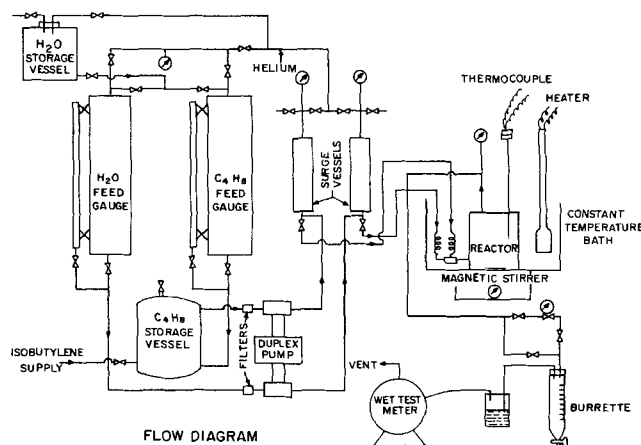 H2O
STORAGE
VESSEL
HELIUM
THERMOCOUPLE
HEATER
H2O
FEED
GAUGE
C4H8
FEED
GAUGE
SURGE
VESSELS
REACTOR
CONSTANT
TEMPERATURE
BATH
MAGNETIC STIRRER
C4H8
STORAGE
VESSEL
FILTERS
DUPLEX
PUMP
ISOBUTYLENE
SUPPLY
VENT
WET TEST
METER
BURRETTE
FLOW DIAGRAM